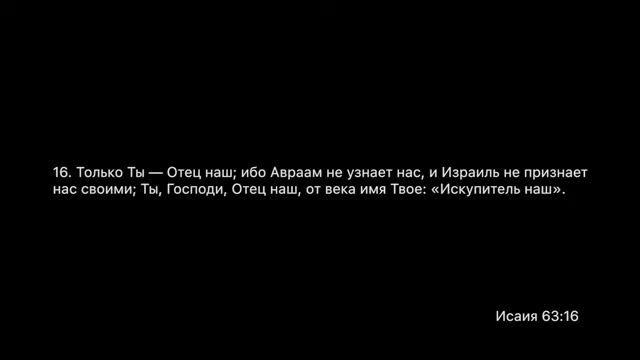 16. Только Ты — Отец наш; ибо Авраам не узнает нас, и Израиль не признает
нас своими; Ты, Господи, Отец наш, от века имя Твое: «Искупитель наш».
Исаия 63:16